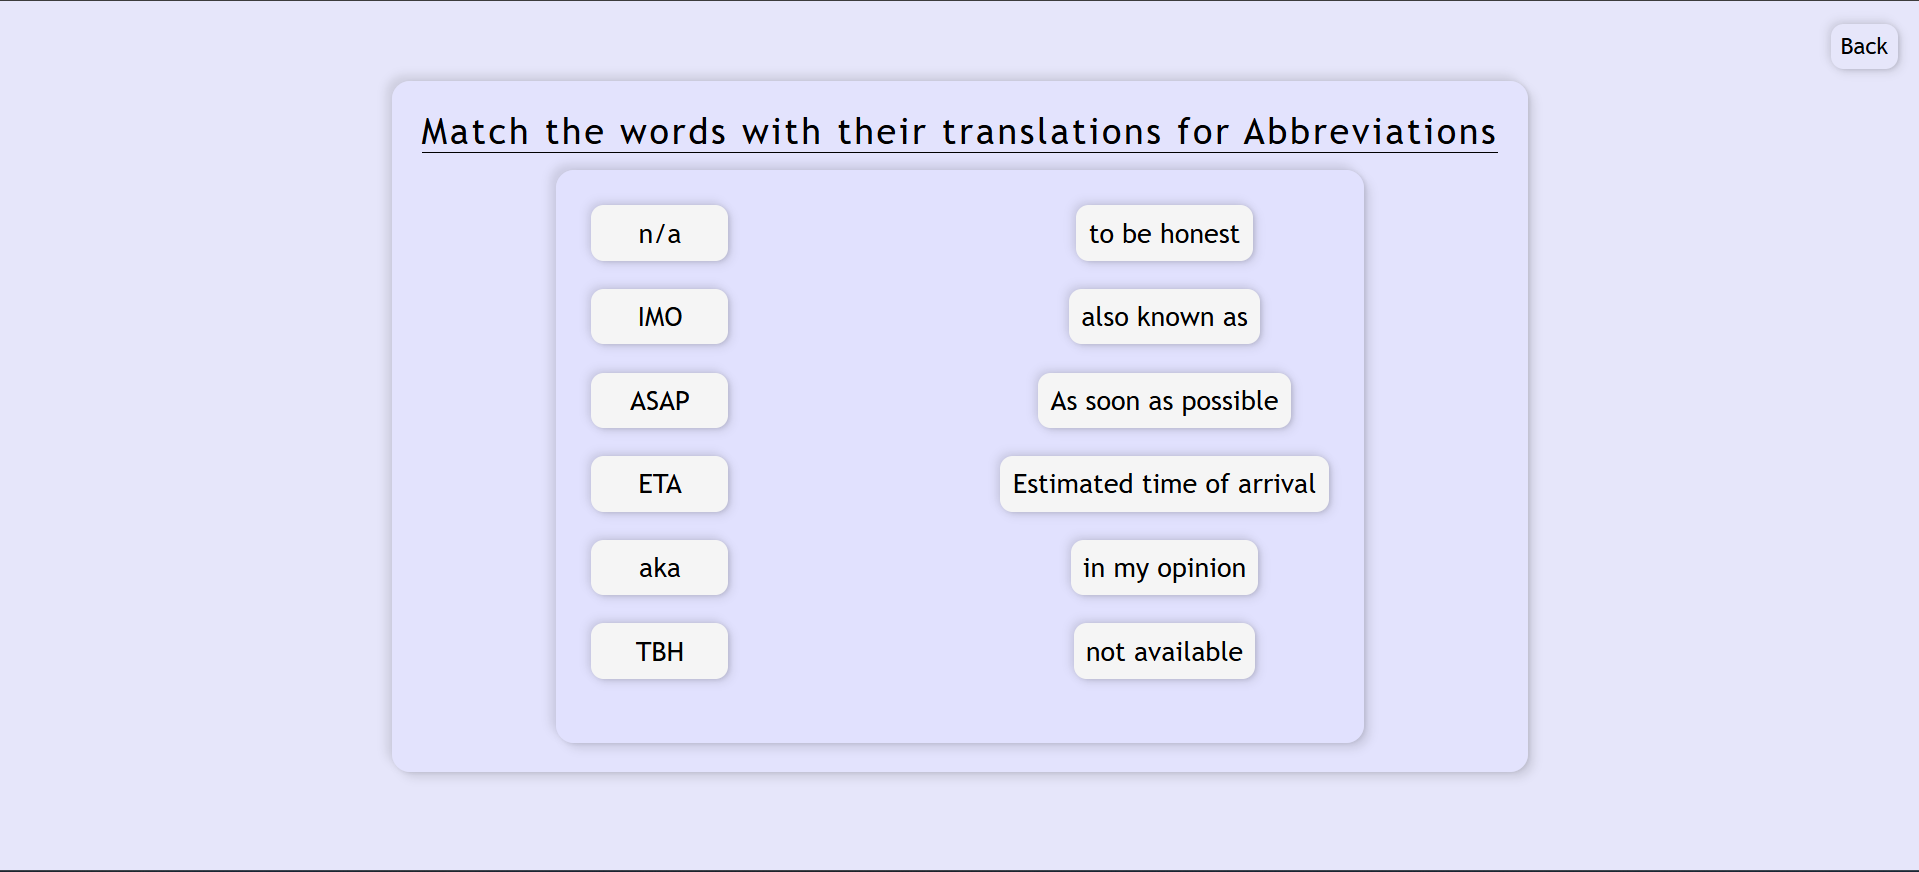 Back
Match the words with their translations for Abbreviations
n/a
to be honest
IMO
also known as
ASAP
As soon as possible
ETA
Estimated time of arrival
aka
in my opinion
TBH
not available